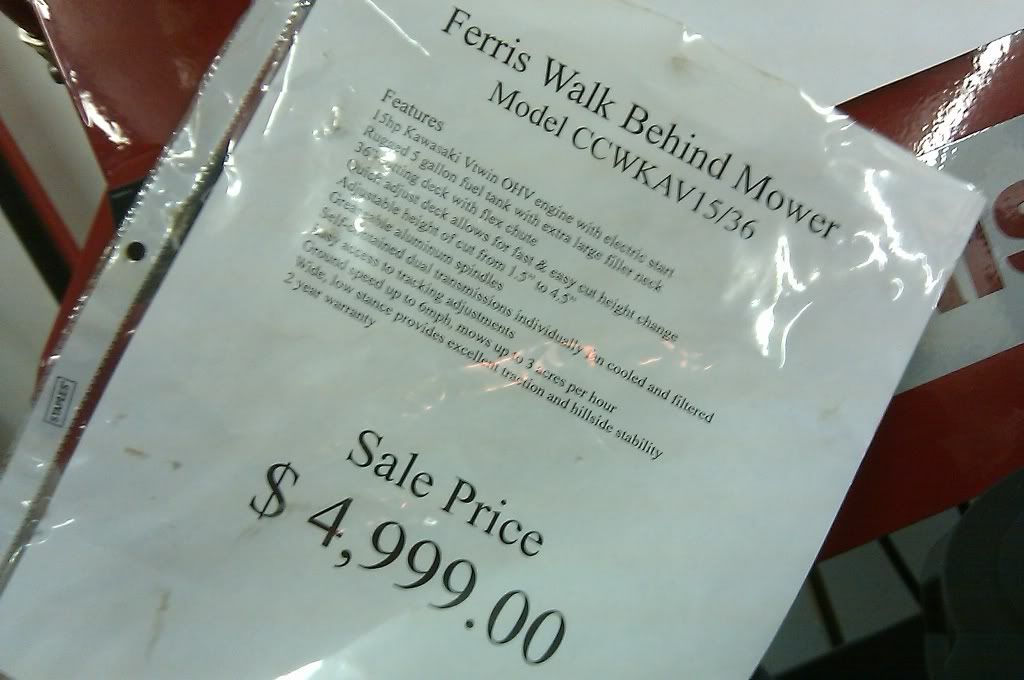 Ferris Walk Behind Mower
Model CCWKAV15/36
Features
15hp Kawasaki Vtwin OHV engine with electric start
Rugged 5 gallon fuel tank with extra large filler neck
36" cutting deck with flex chute
Quick adjust deck allows for fast & easy cut height change
Adjustable height of cut from 1.5" to 4.5"
Greasable aluminum spindles
Self-contained dual transmissions individually fan cooled and filtered
Easy access to tracking adjustments
Ground speed up to 6mph, mows up to 3 acres per hour
Wide, low stance provides excellent traction and hillside stability
2 year warranty
Sale Price
$ 4,999.00
STAPLES